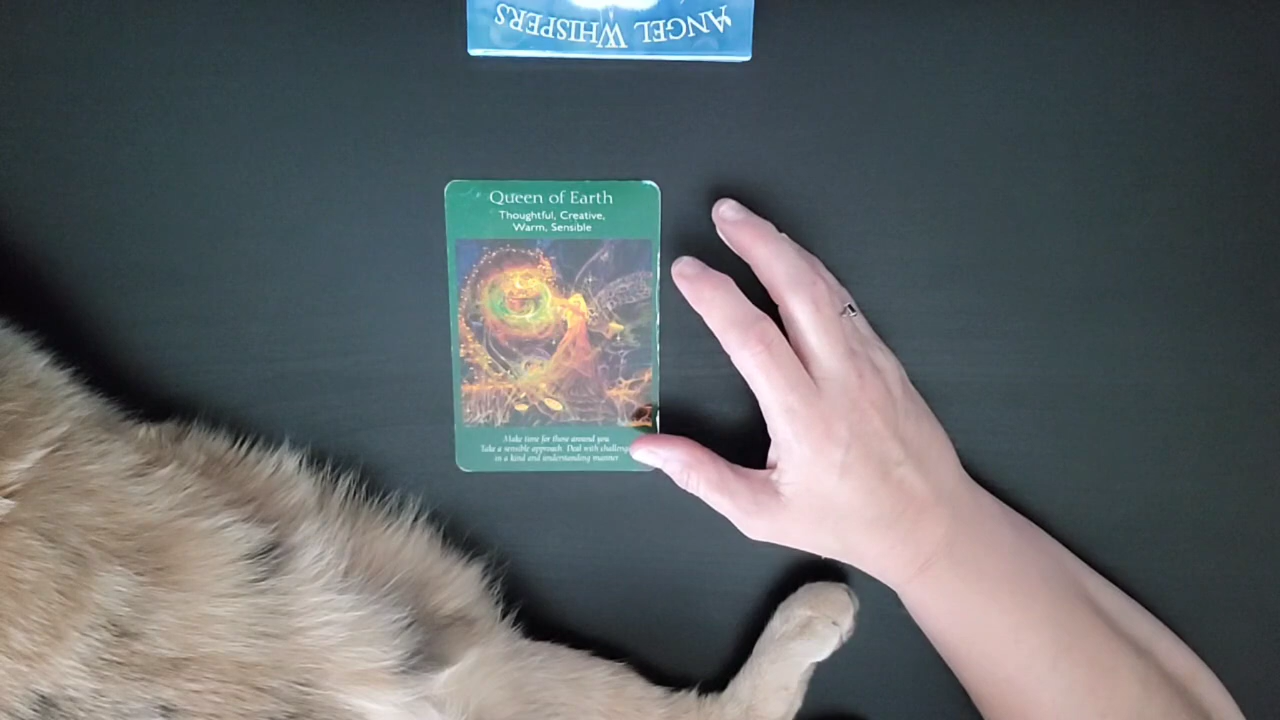 ANGEL WHISPERS
Queen of Earth
Thoughtful, Creative,
Warm, Sensible
Make time for those around you
Take a sensible approach. Deal with challenges
in a kind and understanding manner